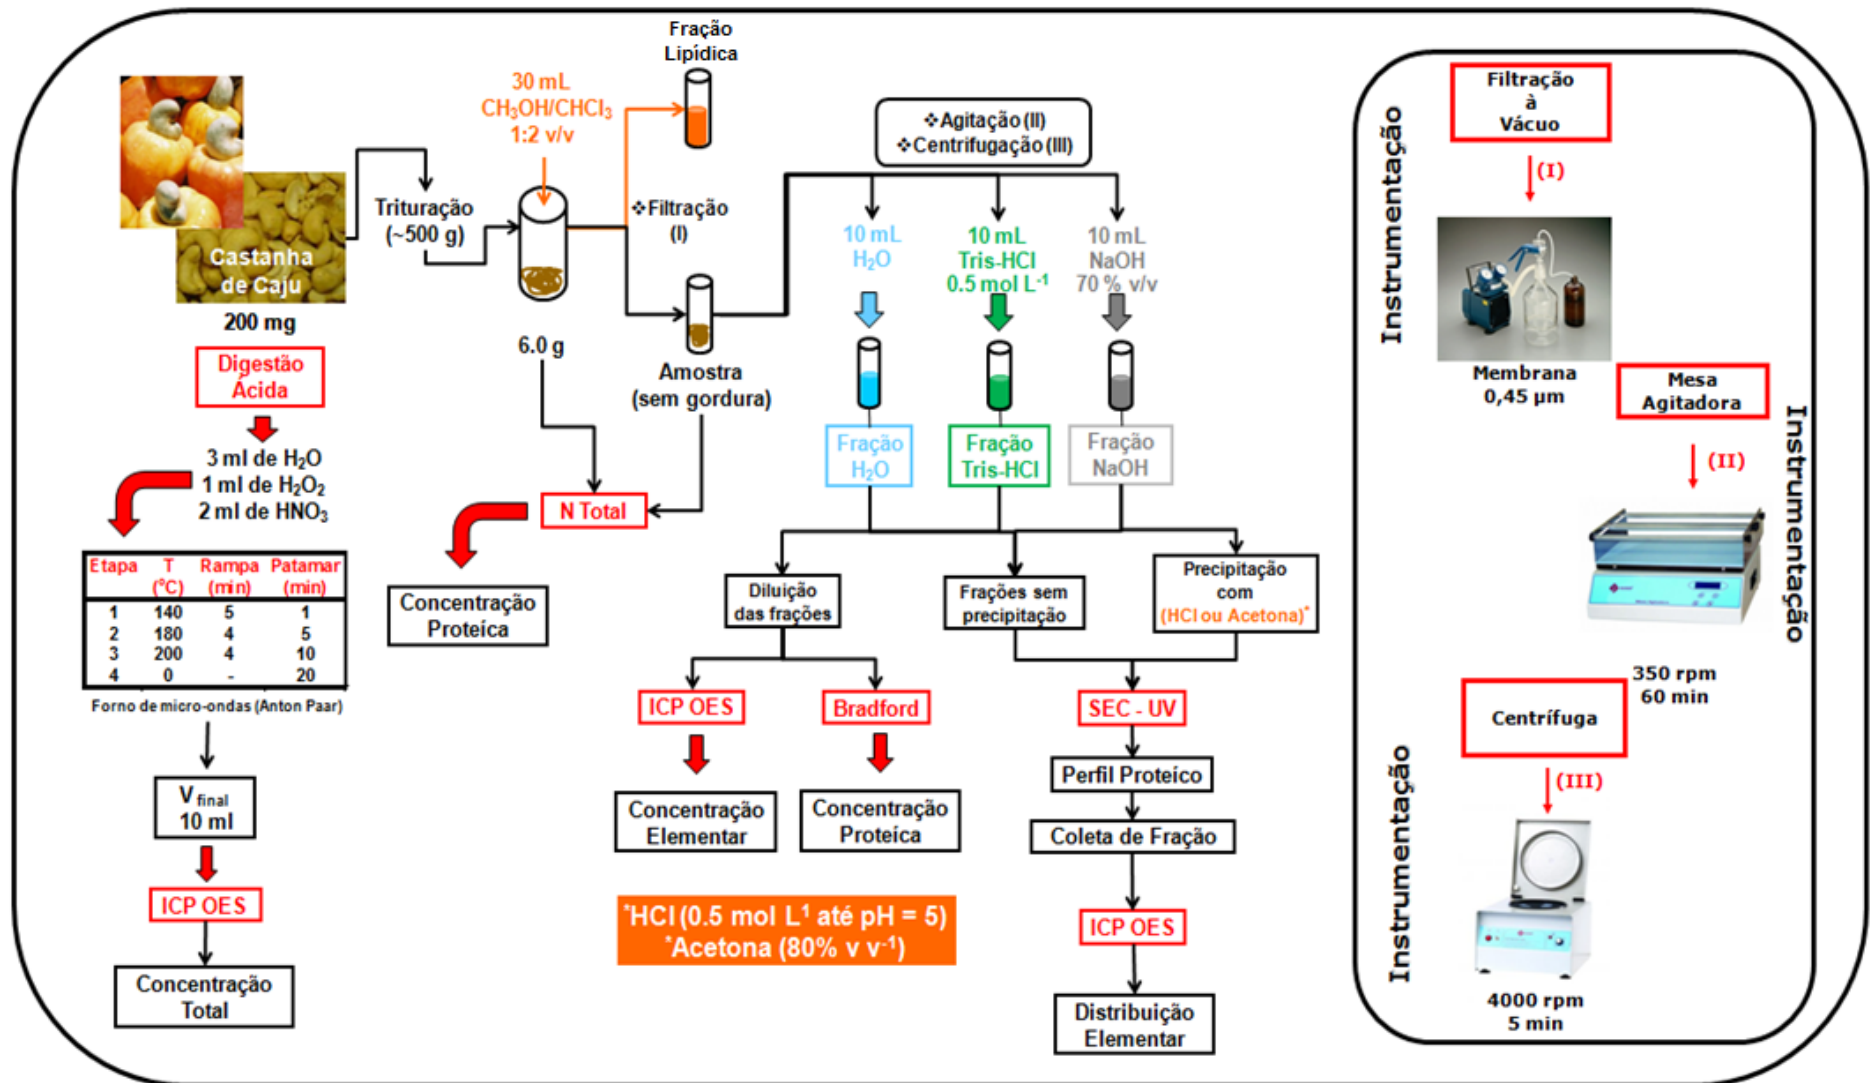 Fração
Lipídica
30 mL
CH₃OH/CHCl₃
1:2 v/v
Trituração
(~500 g)
Castanha
de Caju
200 mg
❖Filtração
(I)
6.0 g
Amostra
(sem gordura)
❖Agitação (II)
❖Centrifugação (III)
10 mL
H₂O
10 mL
Tris-HCl
0.5 mol L⁻¹
10 mL
NaOH
70 % v/v
Fração
H₂O
Fração
Tris-HCl
Fração
NaOH
Digestão
Ácida
3 ml de H₂O
1 ml de H₂O₂
2 ml de HNO₃
Etapa T Rampa Patamar
(°C) (min) (min)
1 140 5 1
2 180 4 5
3 200 4 10
4 0 - 20
Forno de micro-ondas (Anton Paar)
V final
10 ml
ICP OES
Concentração
Total
N Total
Concentração
Proteíca
Diluição
das frações
Frações sem
precipitação
Precipitação
com
(HCl ou Acetona)*
ICP OES
Bradford
SEC - UV
Concentração
Elementar
Concentração
Proteíca
Perfil Proteíco
Coleta de Fração
ICP OES
Distribuição
Elementar
*HCl (0.5 mol L¹ até pH = 5)
*Acetona (80% v v⁻¹)
Instrumentação
Filtração
à
Vácuo
(I)
Membrana
0,45 µm
Instrumentação
Mesa
Agitadora
(II)
350 rpm
60 min
Instrumentação
Centrífuga
(III)
4000 rpm
5 min